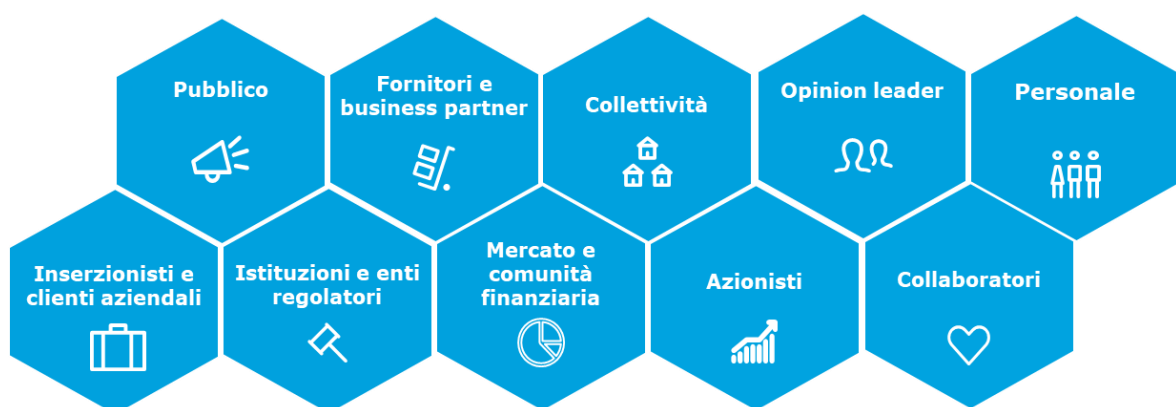 Pubblico
Fornitori e
business partner
Collettività
Opinion leader
Personale
Inserzionisti e
clienti aziendali
Istituzioni e enti
regolatori
Mercato e
comunità
finanziaria
Azionisti
Collaboratori